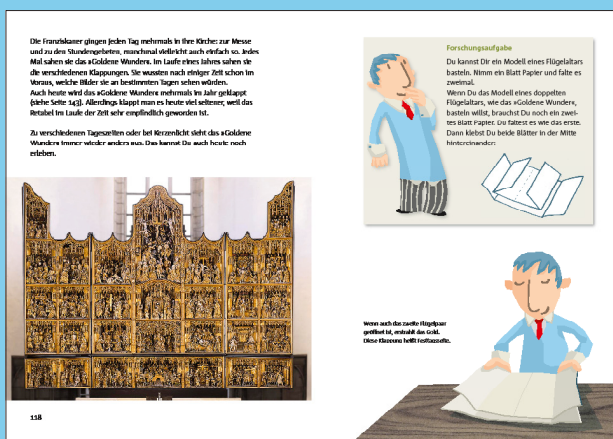 Die Franziskaner gingen jeden Tag mehrmals in ihre Kirche: zur Messe
und zu den Stundengebeten, manchmal vielleicht auch einfach so. Jedes
Mal sahen sie das »Goldene Wunder«. Im Laufe eines Jahres sahen sie
die verschiedenen Klappungen. Sie wussten nach einiger Zeit schon im
Voraus, welche Bilder sie an bestimmten Tagen sehen würden.
Auch heute wird das »Goldene Wunder« mehrmals im Jahr geklappt
(siehe Seite 143). Allerdings klappt man es heute viel seltener, weil das
Retabel im Laufe der Zeit sehr empfindlich geworden ist.
Zu verschiedenen Tageszeiten oder bei Kerzenlicht sieht das »Goldene
Wunder« immer wieder anders aus. Das kannst Du auch heute noch
erleben.
118
Forschungsaufgabe
Du kannst Dir ein Modell eines Flügelaltars
basteln. Nimm ein Blatt Papier und falte es
zweimal.
Wenn Du das Modell eines doppelten
Flügelaltars, wie das »Goldene Wunder«,
basteln willst, brauchst Du noch ein zwei-
tes Blatt Papier. Du faltest es wie das erste.
Dann klebst Du beide Blätter in der Mitte
hintereinander:
Wenn auch das zweite Flügelpaar
geöffnet ist, erstrahlt das Gold.
Diese Klappung heißt Festtagsseite.